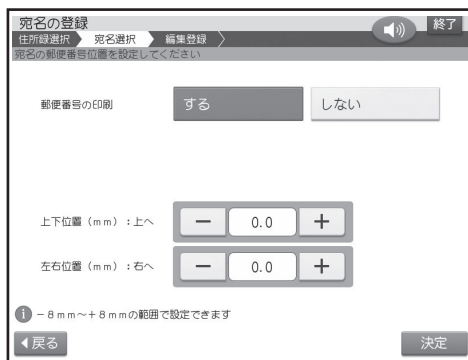 宛名の登録
終了
住所録選択 宛名選択 編集登録
宛名の郵便番号位置を設定してください
郵便番号の印刷 する しない
上下位置（mm）：上へ － 0.0 ＋
左右位置（mm）：右へ － 0.0 ＋
i －8mm～＋8mmの範囲で設定できます
◀戻る 決定